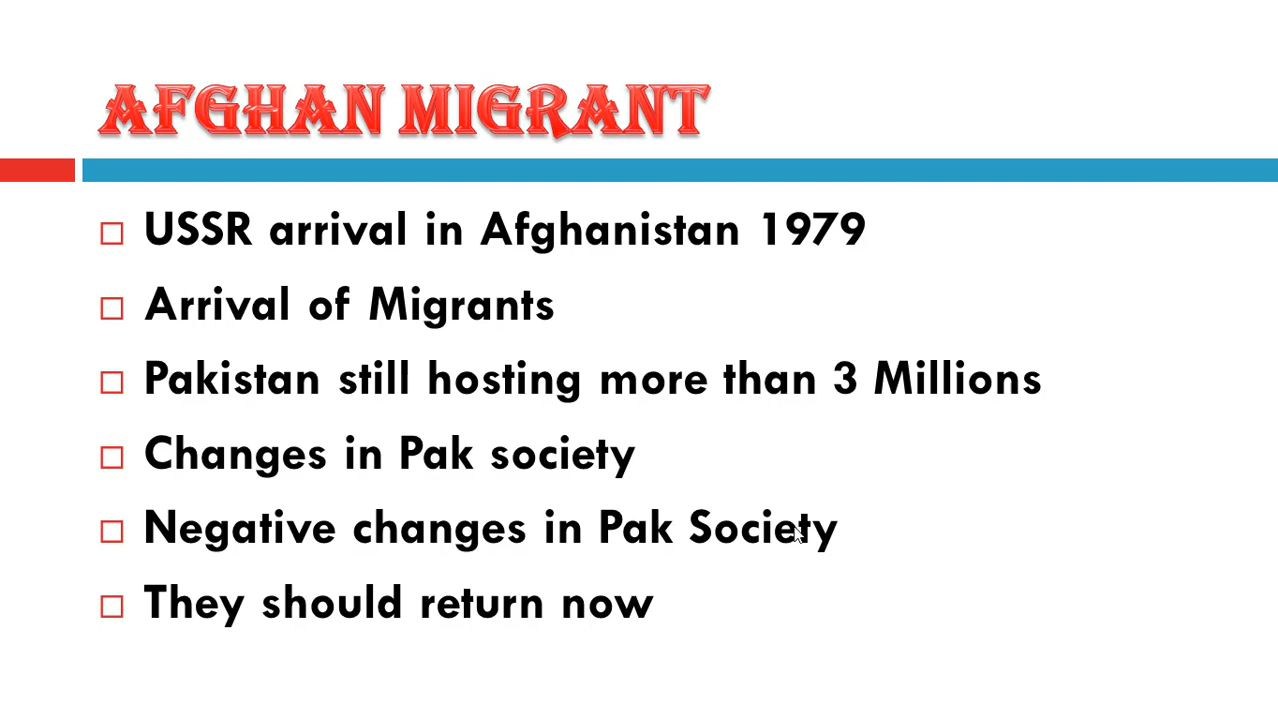 AFGHAN MIGRANT
USSR arrival in Afghanistan 1979
Arrival of Migrants
Pakistan still hosting more than 3 Millions
Changes in Pak society
Negative changes in Pak Society
They should return now